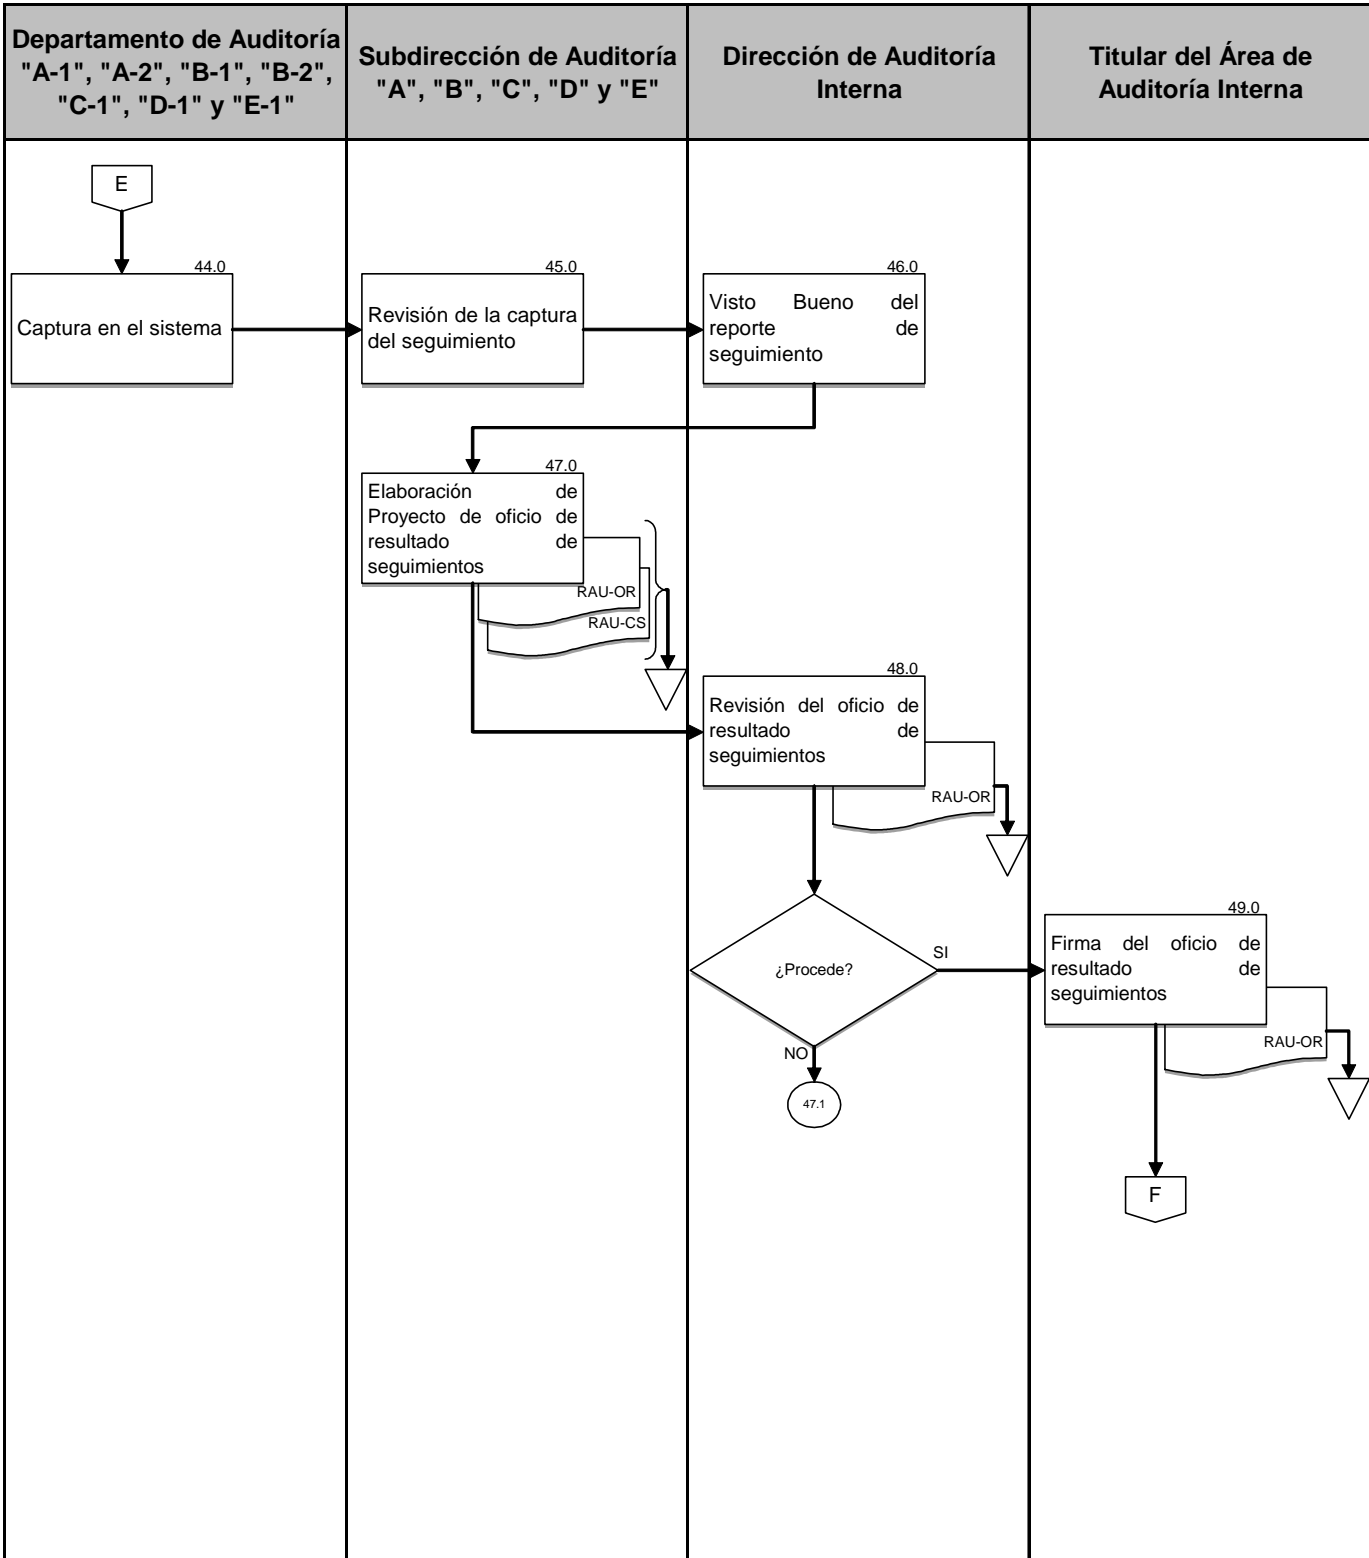 Departamento de Auditoría
"A-1", "A-2", "B-1", "B-2",
"C-1", "D-1" y "E-1"
Subdirección de Auditoría
"A", "B", "C", "D" y "E"
Dirección de Auditoría
Interna
Titular del Área de
Auditoría Interna
E
44.0
Captura en el sistema
45.0
Revisión de la captura
del seguimiento
46.0
Visto Bueno del
reporte de
seguimiento
47.0
Elaboración de
Proyecto de oficio de
resultado de
seguimientos
RAU-OR
RAU-CS
48.0
Revisión del oficio de
resultado de
seguimientos
RAU-OR
¿Procede?
SI
NO
47.1
49.0
Firma del oficio de
resultado de
seguimientos
RAU-OR
F